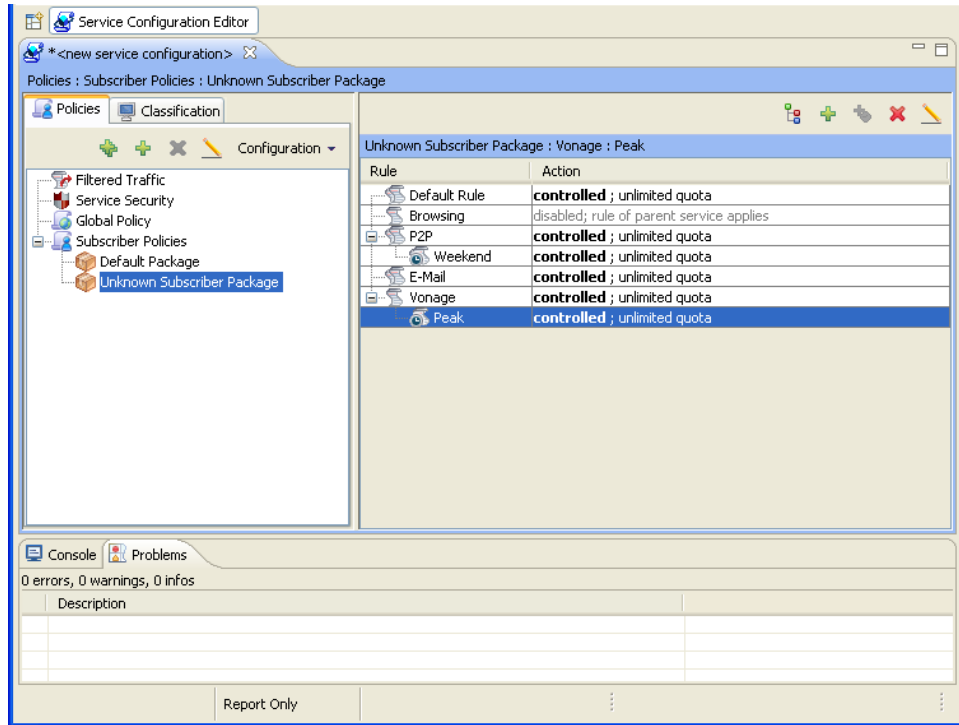 Service Configuration Editor
*<new service configuration>
Policies : Subscriber Policies : Unknown Subscriber Package
Policies
Classification
Configuration
Filtered Traffic
Service Security
Global Policy
Subscriber Policies
Default Package
Unknown Subscriber Package
Unknown Subscriber Package : Vonage : Peak
Rule Action
Default Rule controlled ; unlimited quota
Browsing disabled; rule of parent service applies
P2P controlled ; unlimited quota
Weekend controlled ; unlimited quota
E-Mail controlled ; unlimited quota
Vonage controlled ; unlimited quota
Peak controlled ; unlimited quota
Console
Problems
0 errors, 0 warnings, 0 infos
Description
Report Only